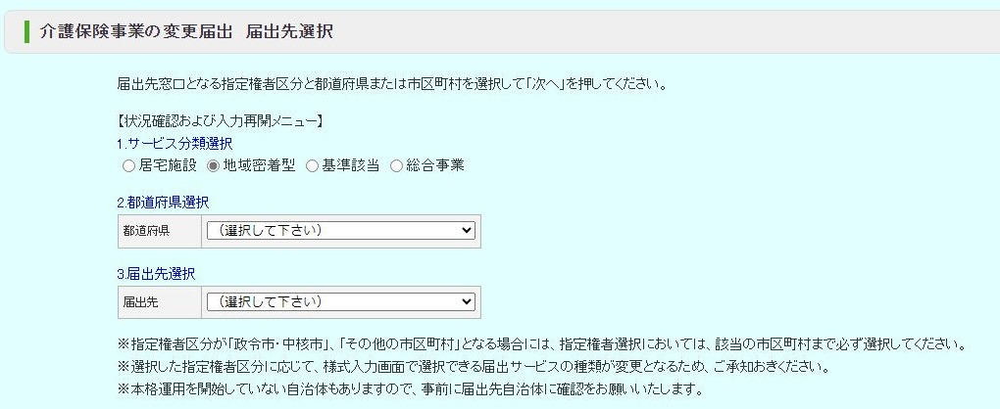 介護保険事業の変更届出　届出先選択
届出先窓口となる指定権者区分と都道府県または市区町村を選択して「次へ」を押してください。
【状況確認および入力再開メニュー】
1.サービス分類選択
居宅施設 地域密着型 基準該当 総合事業
2.都道府県選択
都道府県 （選択して下さい）
3.届出先選択
届出先 （選択して下さい）
※指定権者区分が「政令市・中核市」、「その他の市区町村」となる場合には、指定権者選択においては、該当の市区町村まで必ず選択してください。
※選択した指定権者区分に応じて、様式入力画面で選択できる届出サービスの種類が変更となるため、ご承知おきください。
※本格運用を開始していない自治体もありますので、事前に届出先自治体に確認をお願いいたします。